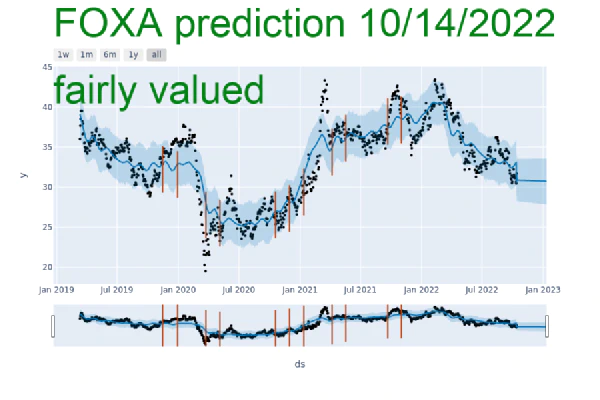 FOXA prediction 10/14/2022
1w 1m 6m 1y all
45
fairly valued
40
35
y
30
25
20
Jan 2019 Jul 2019 Jan 2020 Jul 2020 Jan 2021 Jul 2021 Jan 2022 Jul 2022 Jan 2023
ds